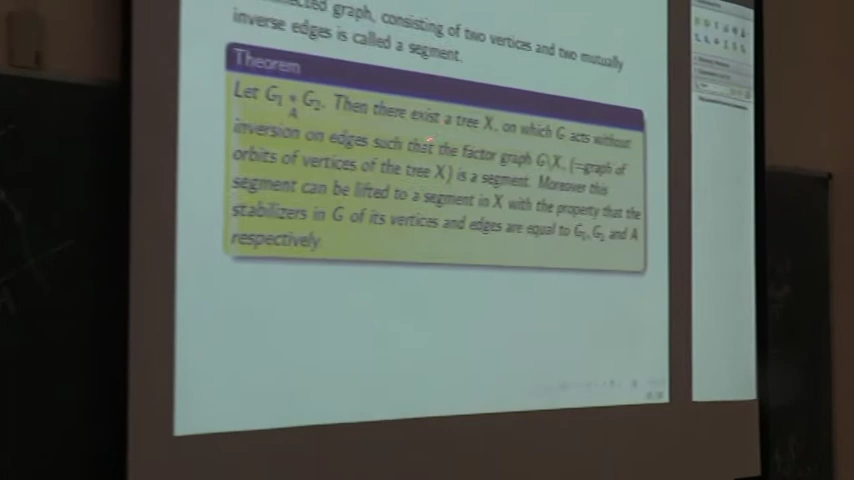 graph, consisting of two vertices and two mutually
inverse edges is called a segment.
Theorem
Let G₁ * G₂. Then there exist a tree X, on which G acts without
A
inversion on edges such that the factor graph G\X, (=graph of
orbits of vertices of the tree X) is a segment. Moreover this
segment can be lifted to a segment in X with the property that the
stabilizers in G of its vertices and edges are equal to G₁, G₂ and A
respectively